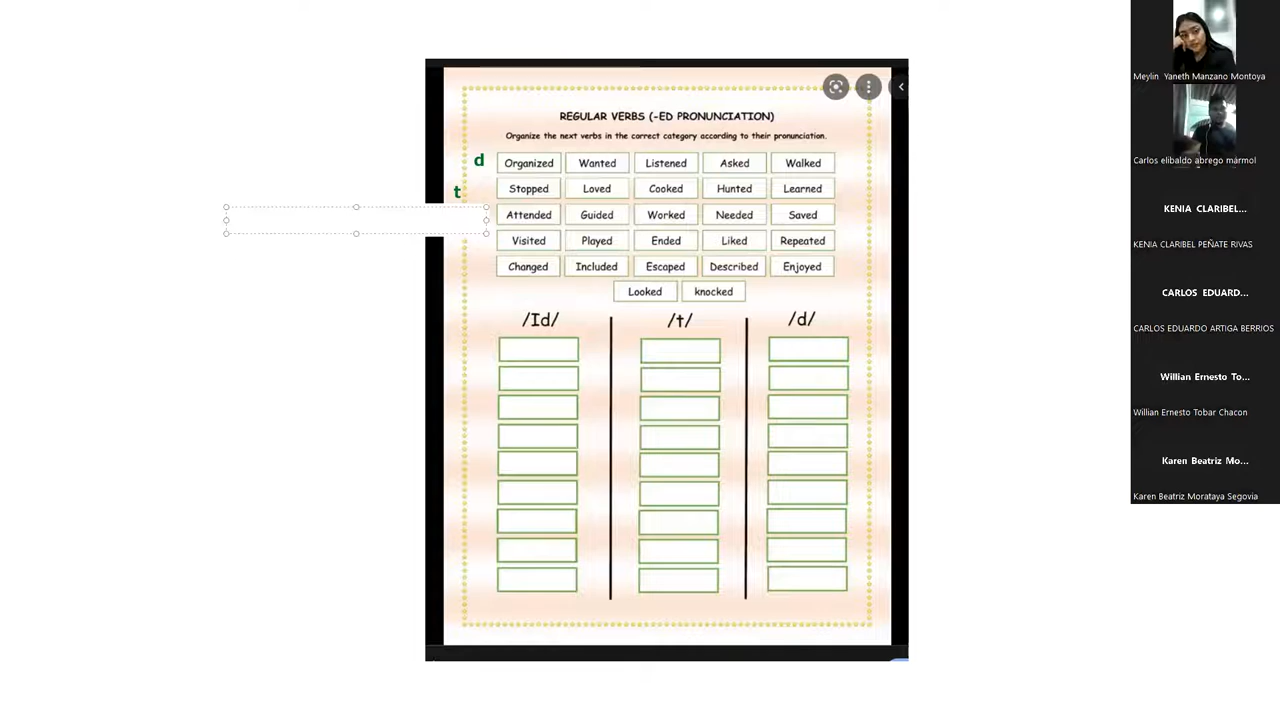 REGULAR VERBS (-ED PRONUNCIATION)
Organize the next verbs in the correct category according to their pronunciation.
d
Organized Wanted Listened Asked Walked
t
Stopped Loved Cooked Hunted Learned
Attended Guided Worked Needed Saved
Visited Played Ended Liked Repeated
Changed Included Escaped Described Enjoyed
Looked knocked
/Id/ /t/ /d/
Meylin Yaneth Manzano Montoya
Carlos elibaldo abrego mármol
KENIA CLARIBEL...
KENIA CLARIBEL PEÑATE RIVAS
CARLOS EDUARD...
CARLOS EDUARDO ARTIGA BERRIOS
Willian Ernesto To...
Willian Ernesto Tobar Chacon
Karen Beatriz Mo...
Karen Beatriz Morataya Segovia